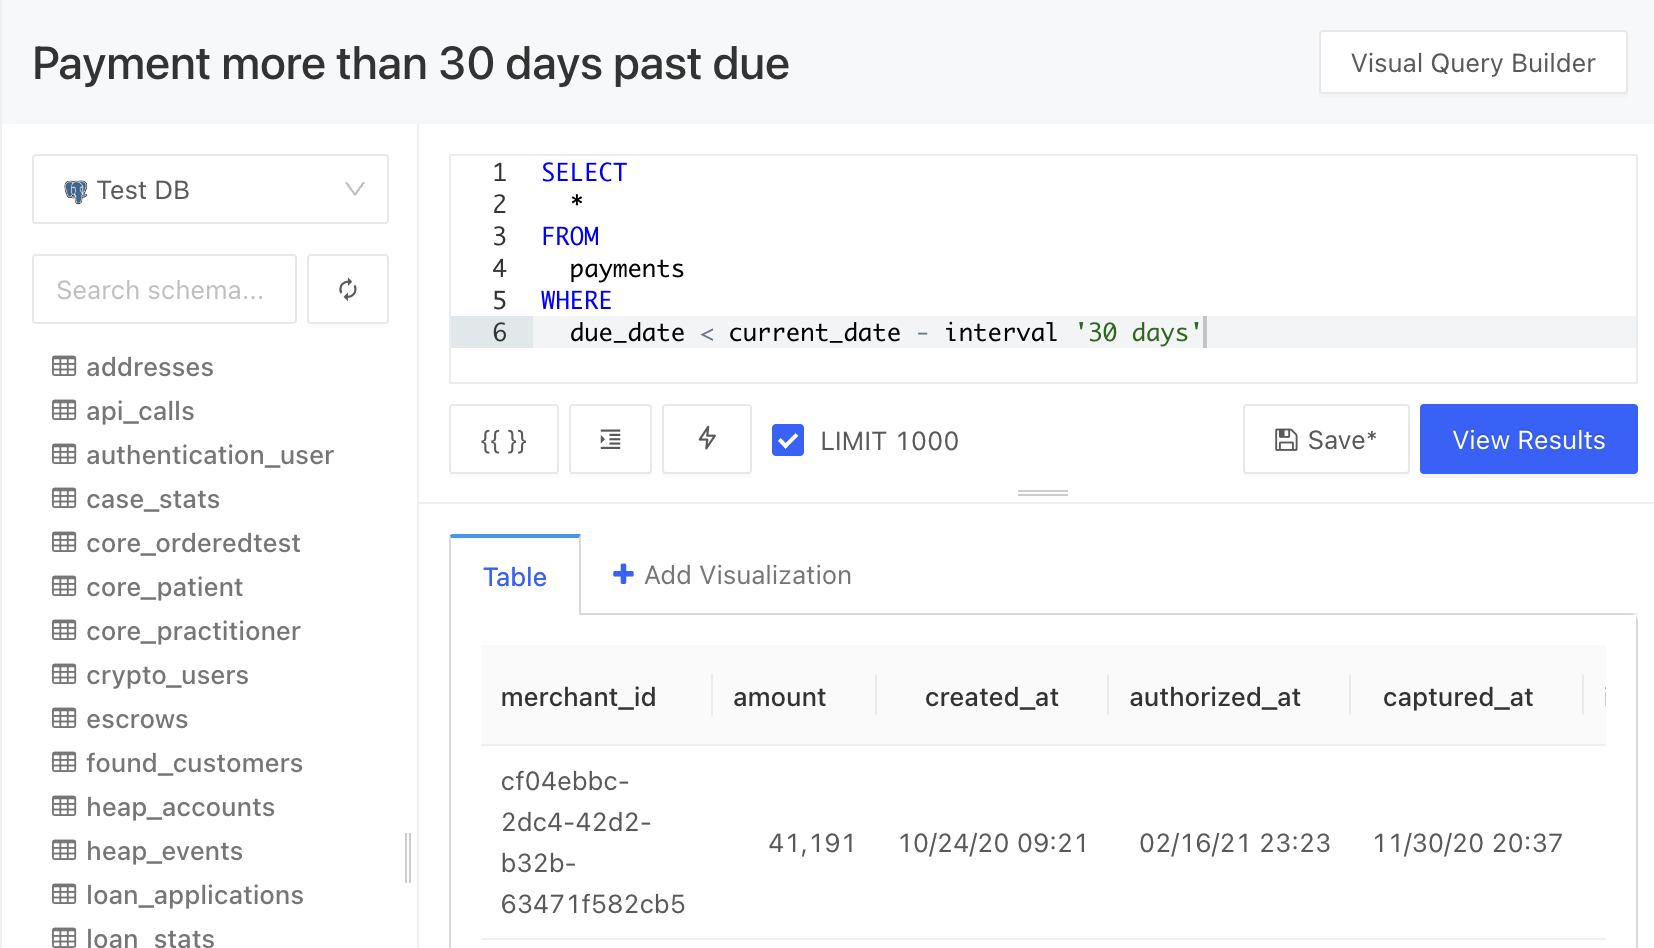 Payment more than 30 days past due
Visual Query Builder
Test DB
Search schema...
addresses
api_calls
authentication_user
case_stats
core_orderedtest
core_patient
core_practitioner
crypto_users
escrows
found_customers
heap_accounts
heap_events
loan_applications
loan_stats
1 SELECT
2 *
3 FROM
4 payments
5 WHERE
6 due_date < current_date - interval '30 days'
{{ }}
LIMIT 1000
Save*
View Results
Table
+ Add Visualization
merchant_id amount created_at authorized_at captured_at
cf04ebbc-
2dc4-42d2-
b32b-
63471f582cb5
41,191 10/24/20 09:21 02/16/21 23:23 11/30/20 20:37